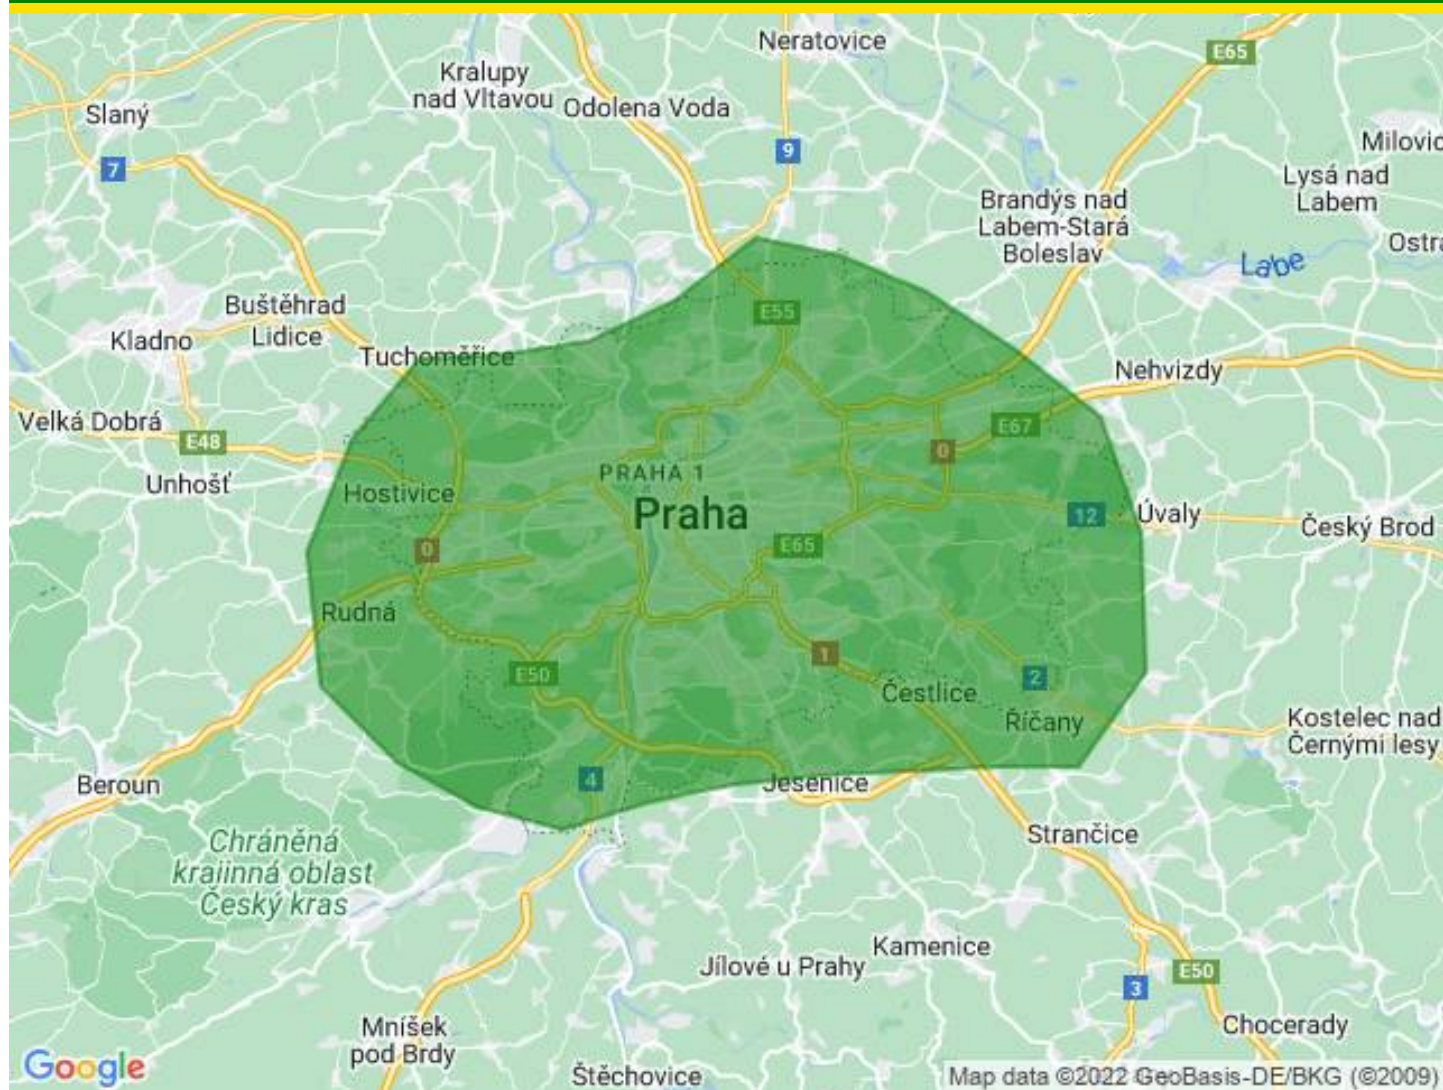 Neratovice
E65
Kralupy
nad Vltavou
Odolena Voda
Slaný
7
9
Milovic
Lysá nad
Labem
Brandýs nad
Labem-Stará
Boleslav
Ostra
Labe
Buštěhrad
Lidice
E55
Kladno
Tuchoměřice
Nehvizdy
Velká Dobrá
E48
E67
0
Unhošť
Hostivice
PRAHA 1
Praha
12
Úvaly
Český Brod
0
E65
Rudná
1
E50
2
Čestlice
Říčany
Kostelec nad
Černými lesy
Beroun
4
Jesenice
Strančice
Chráněná
krajinná oblast
Český kras
Kamenice
Jílové u Prahy
E50
3
Mníšek
pod Brdy
Chocerady
Google
Štěchovice
Map data ©2022 GeoBasis-DE/BKG (©2009)